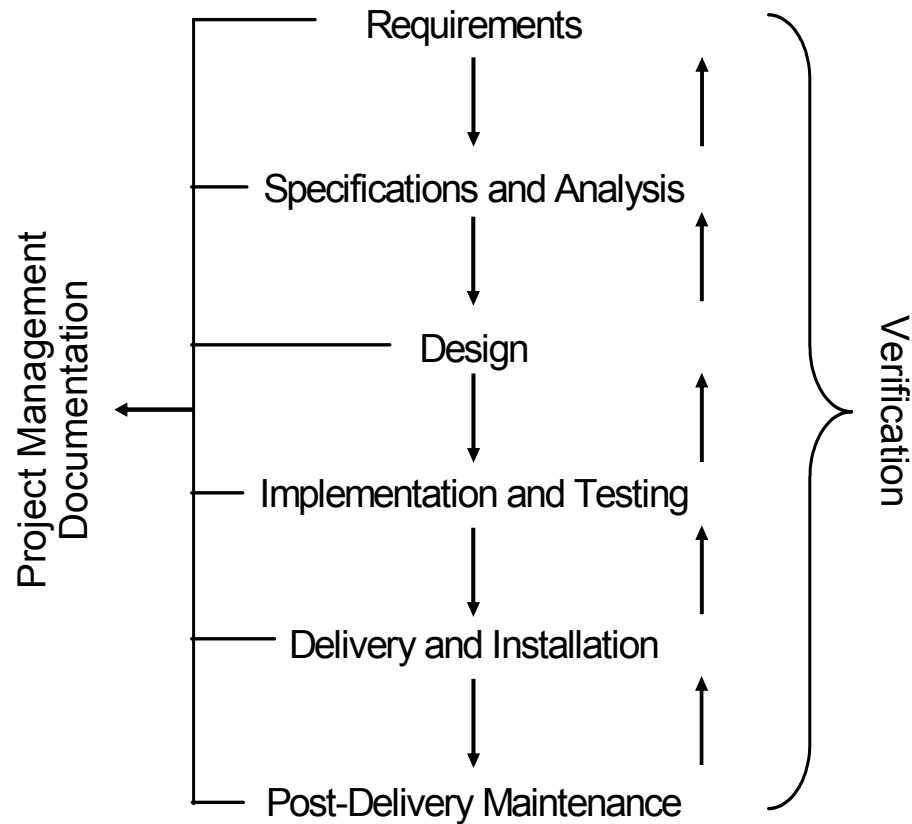 Requirements
Specifications and Analysis
Design
Implementation and Testing
Delivery and Installation
Post-Delivery Maintenance
Project Management
Documentation
Verification